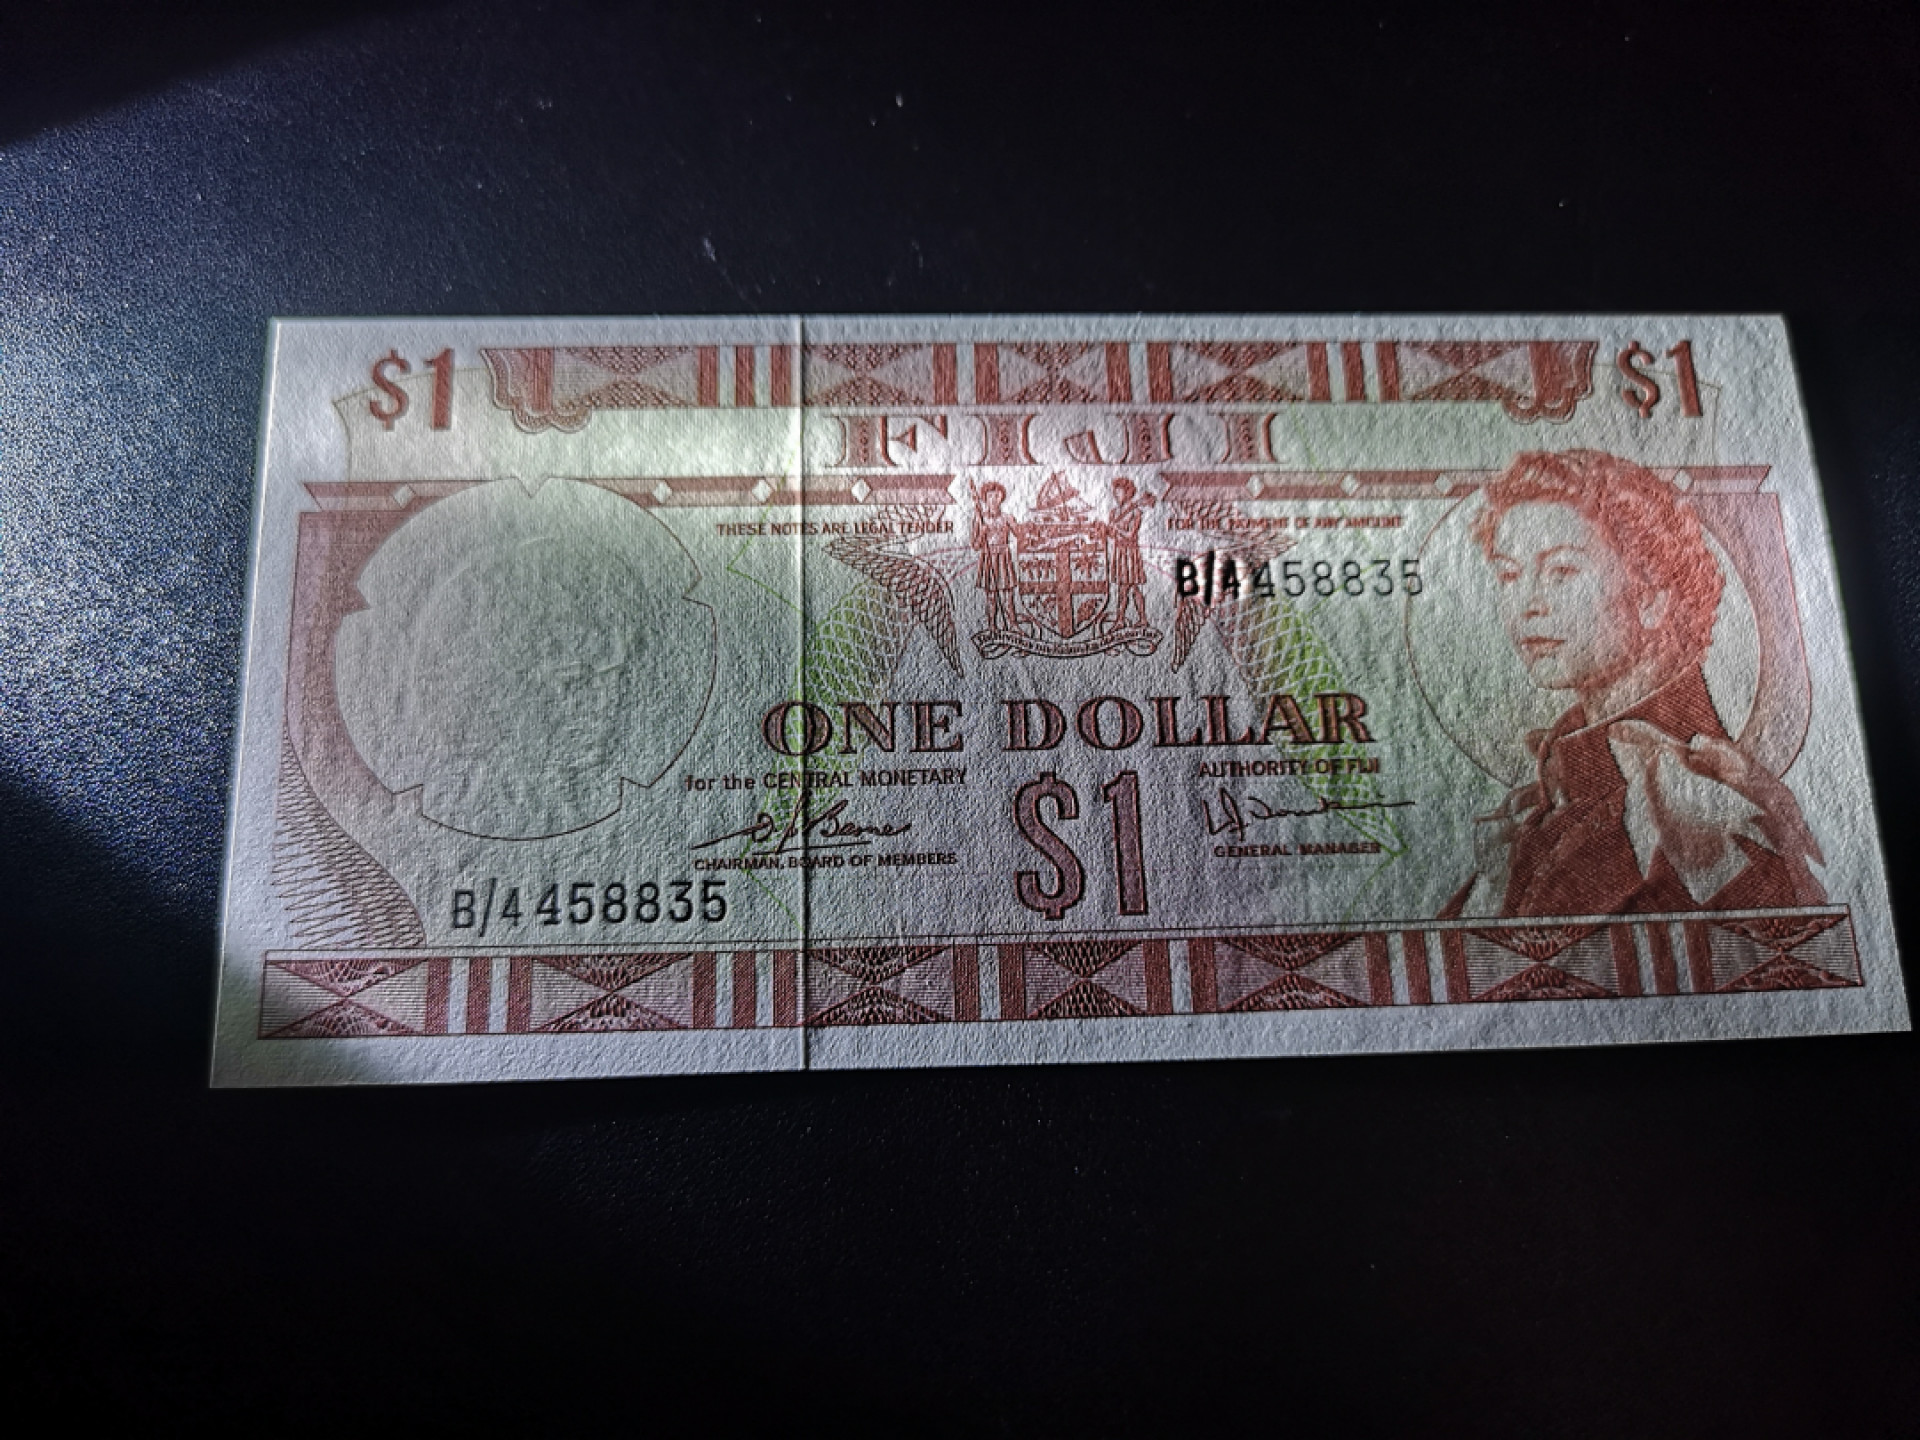 $1 $1
FIJI
THESE NOTES ARE LEGAL TENDER FOR THE PAYMENT OF ANY AMOUNT
B/4 458835
ONE DOLLAR
for the CENTRAL MONETARY AUTHORITY OF FIJI
$1
CHAIRMAN, BOARD OF MEMBERS GENERAL MANAGER
B/4 458835